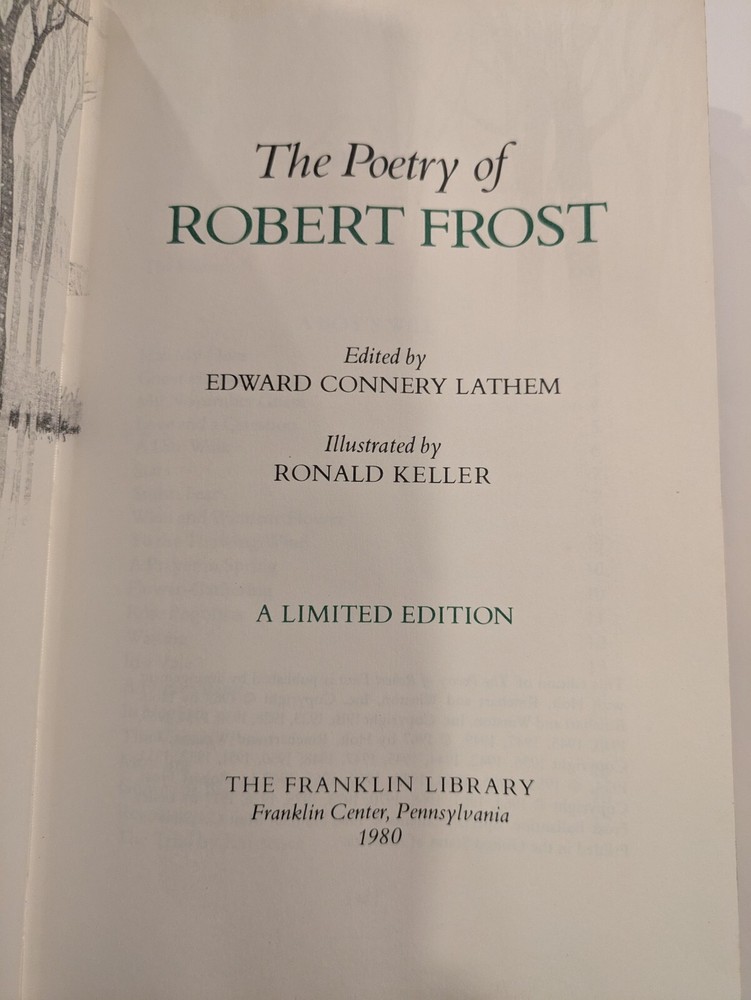 The Poetry of
ROBERT FROST
Edited by
EDWARD CONNERY LATHEM
Illustrated by
RONALD KELLER
A LIMITED EDITION
THE FRANKLIN LIBRARY
Franklin Center, Pennsylvania
1980